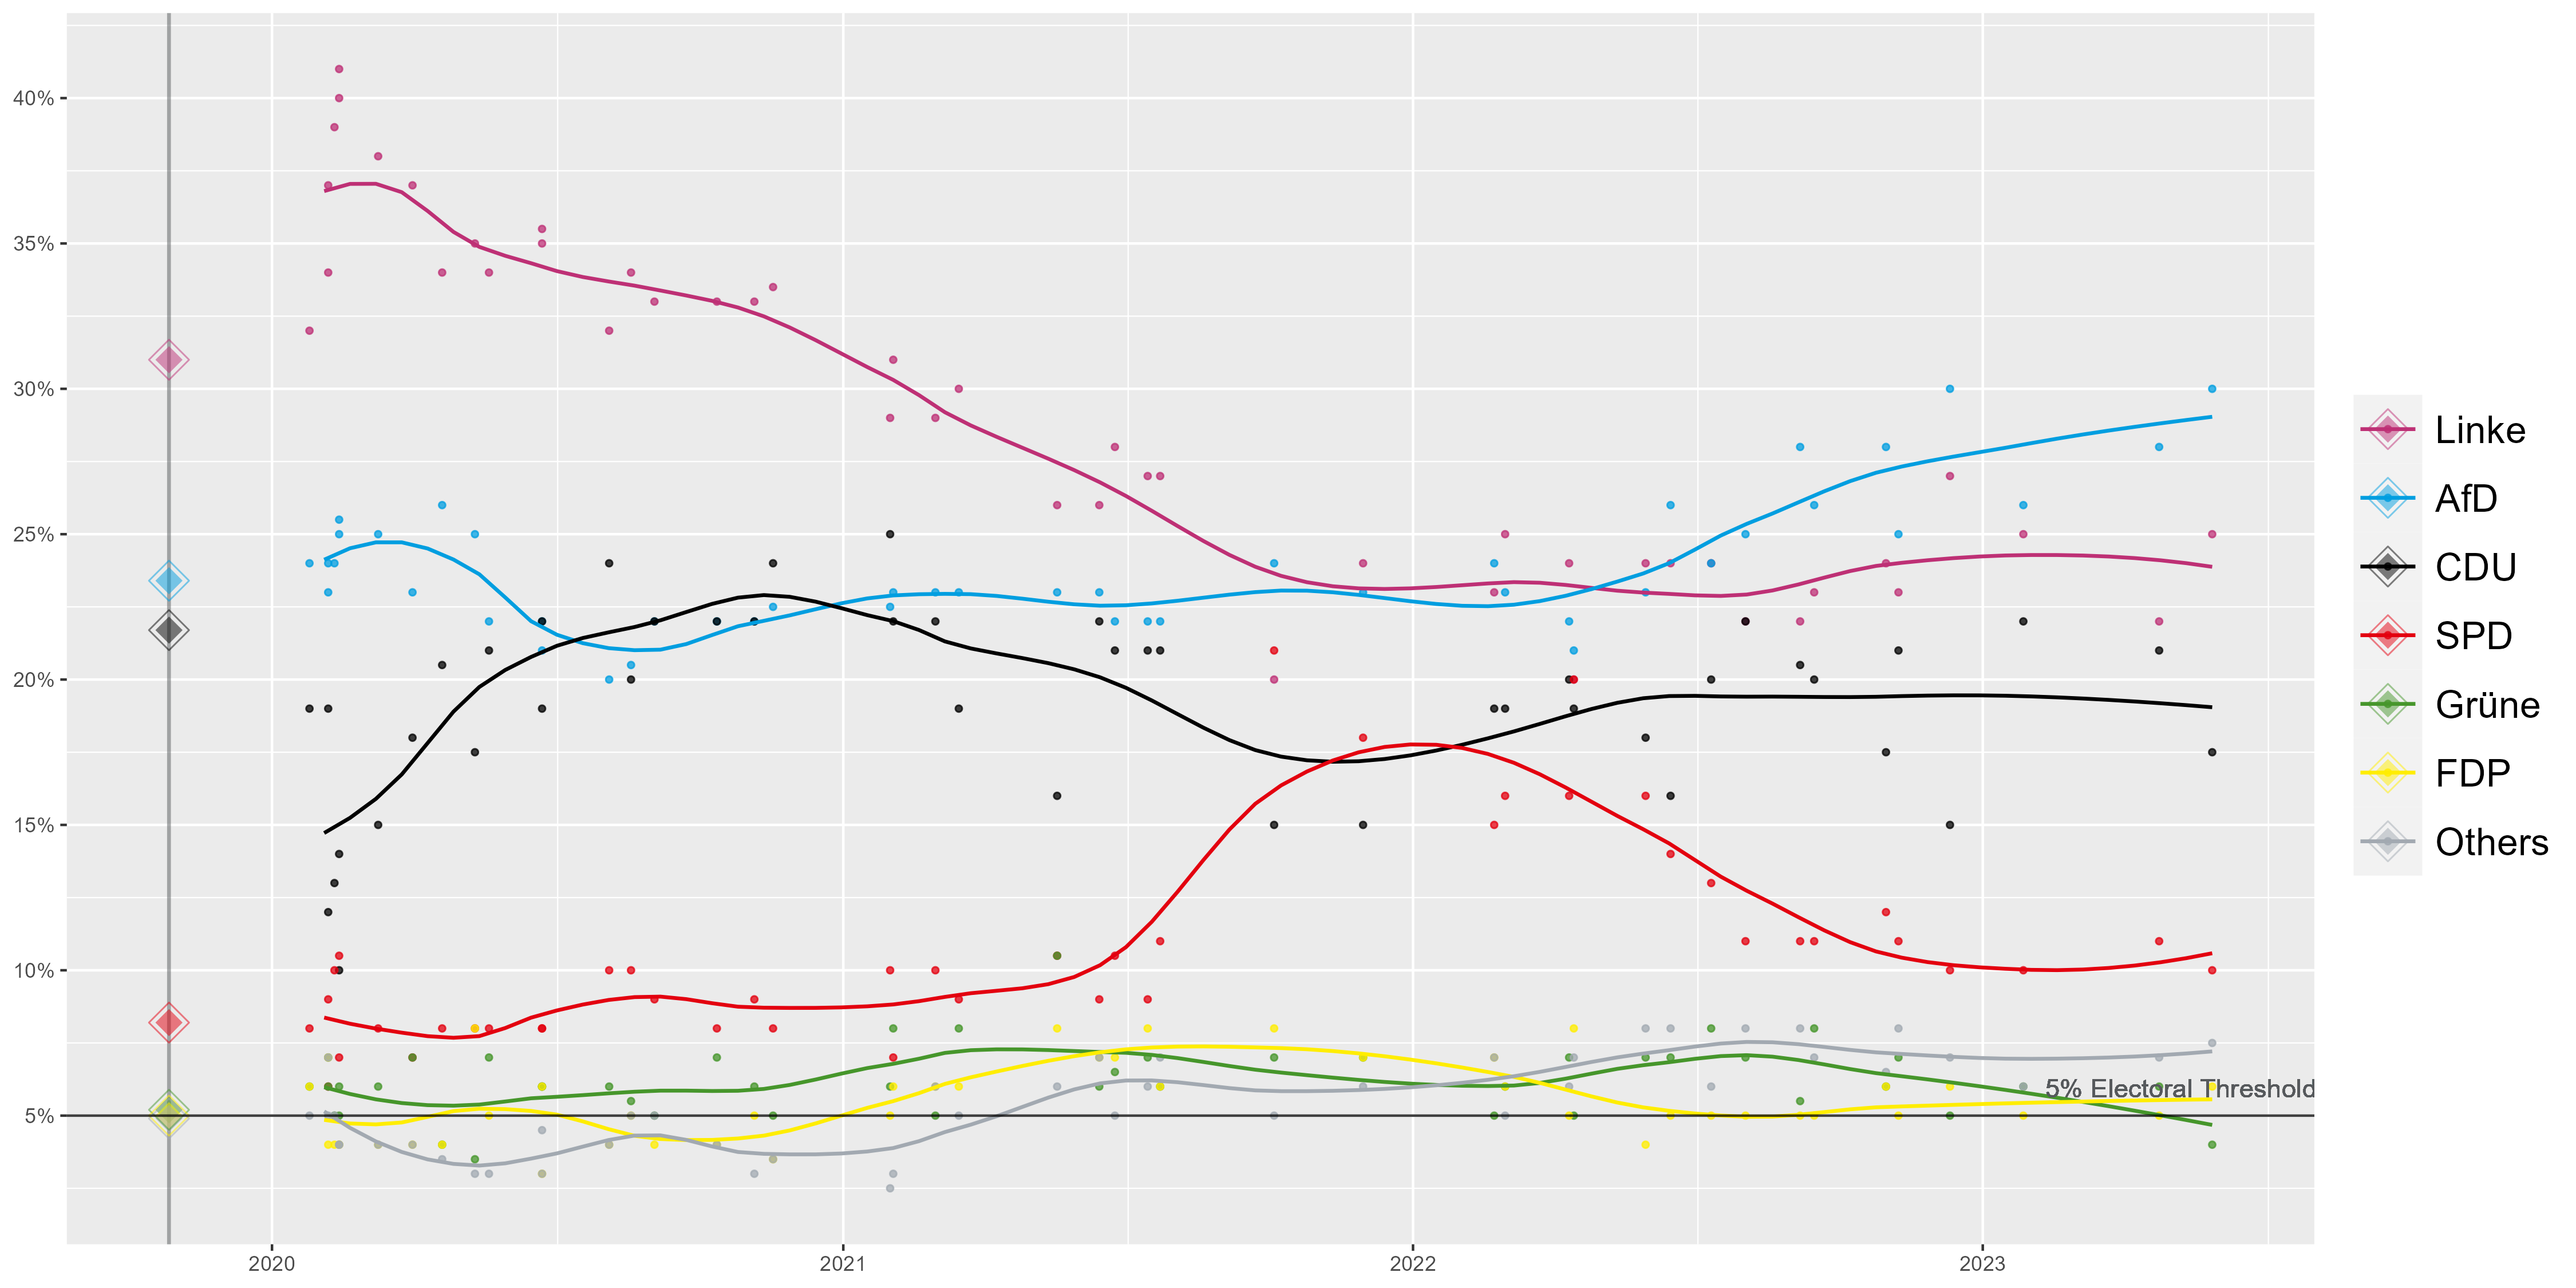 40%
35%
30%
25%
20%
15%
10%
5%
5% Electoral Threshold
2020
2021
2022
2023
Linke
AfD
CDU
SPD
Grüne
FDP
Others